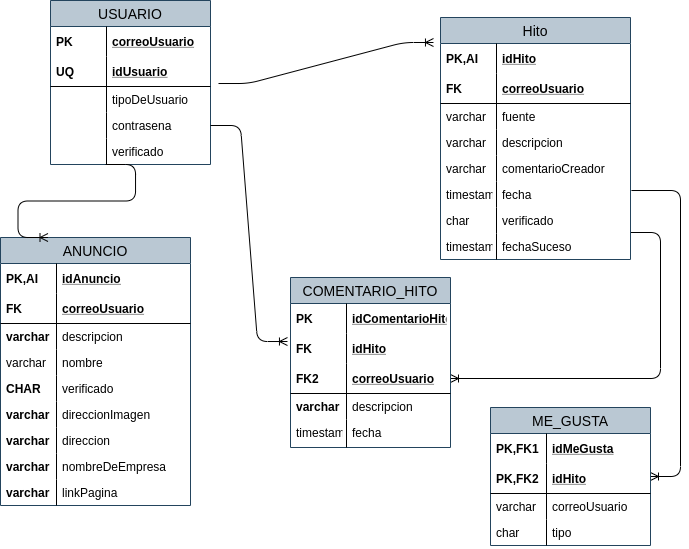 USUARIO
PK correoUsuario
UQ idUsuario
tipoDeUsuario
contrasena
verificado
Hito
PK,AI idHito
FK correoUsuario
varchar fuente
varchar descripcion
varchar comentarioCreador
timestam fecha
char verificado
timestam fechaSuceso
ANUNCIO
PK,AI idAnuncio
FK correoUsuario
varchar descripcion
varchar nombre
CHAR verificado
varchar direccionImagen
varchar direccion
varchar nombreDeEmpresa
varchar linkPagina
COMENTARIO_HITO
PK idComentarioHit
FK idHito
FK2 correoUsuario
varchar descripcion
timestam fecha
ME_GUSTA
PK,FK1 idMeGusta
PK,FK2 idHito
varchar correoUsuario
char tipo